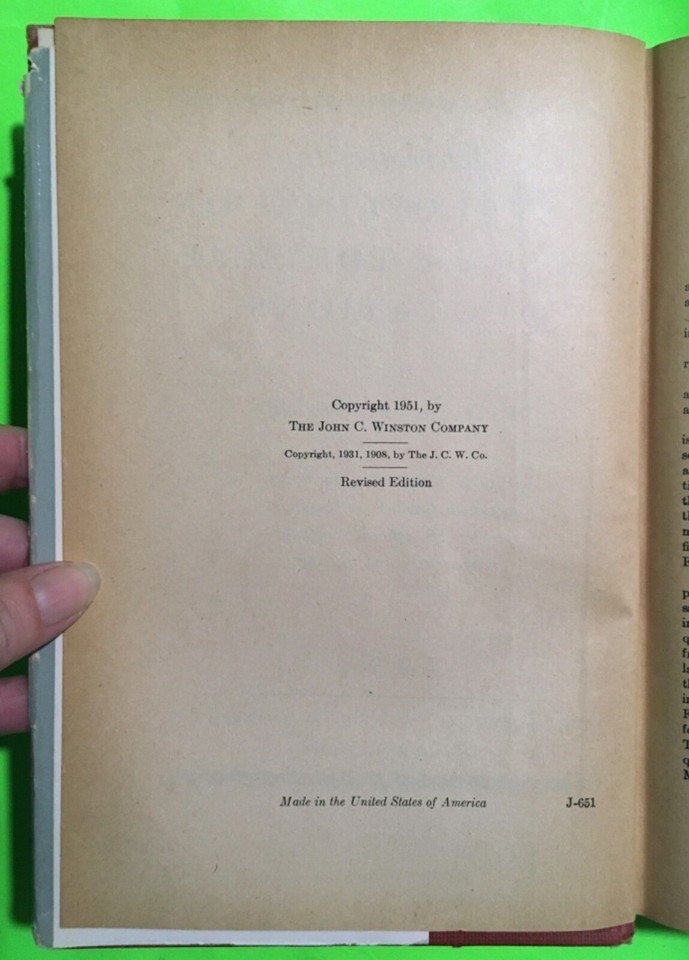 Copyright 1951, by
THE JOHN C. WINSTON COMPANY
Copyright, 1931, 1908, by The J. C. W. Co.
Revised Edition
Made in the United States of America J-651